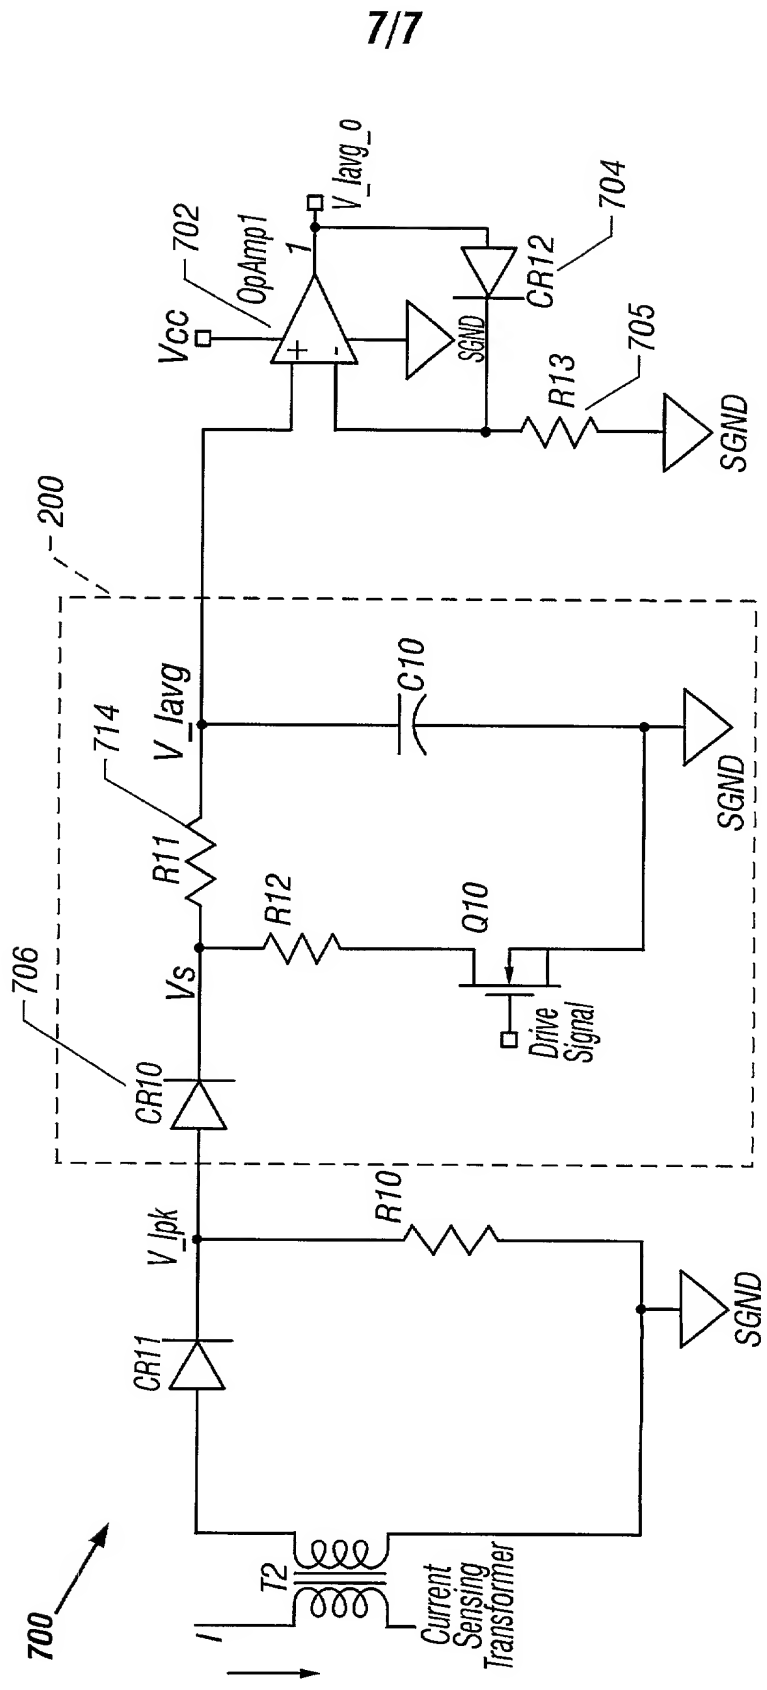 7/7
700
I
T2
Current
Sensing
Transformer
CR11
V_Ipk
R10
SGND
706
CR10
Vs
R12
Drive
Signal
Q10
R11
714
V_Iavg
C10
SGND
200
Vcc
702
OpAmp1
+
-
1
V_Iavg_o
SGND
CR12
704
R13
705
SGND